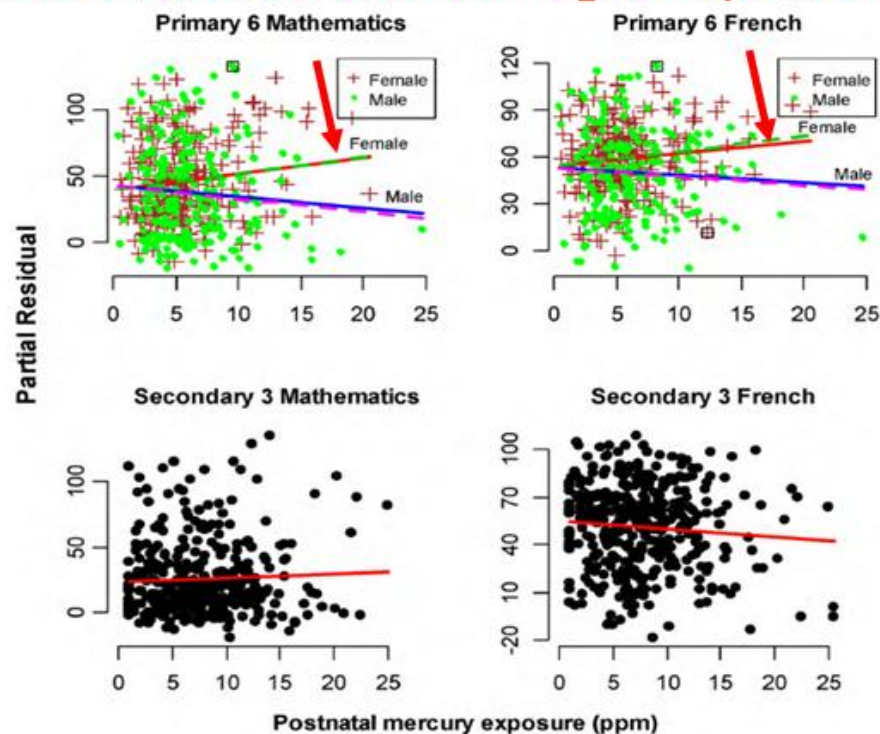 Primary 6 Mathematics
Female
Male
100
50
0
Female
Male
0 5 10 15 20 25
Primary 6 French
Female
Male
120
90
60
30
0
Female
Male
0 5 10 15 20 25
Partial Residual
Secondary 3 Mathematics
100
50
0
0 5 10 15 20 25
Secondary 3 French
100
70
40
10
-20
0 5 10 15 20 25
Postnatal mercury exposure (ppm)